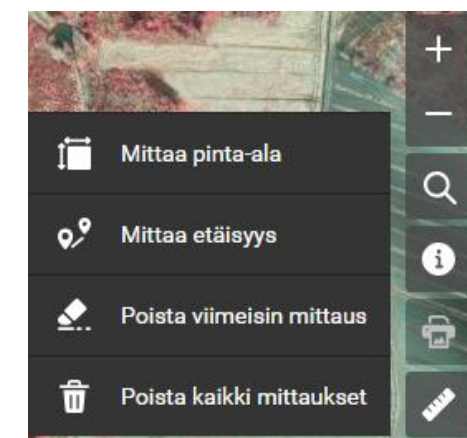 Mittaa pinta-ala
Mittaa etäisyys
Poista viimeisin mittaus
Poista kaikki mittaukset